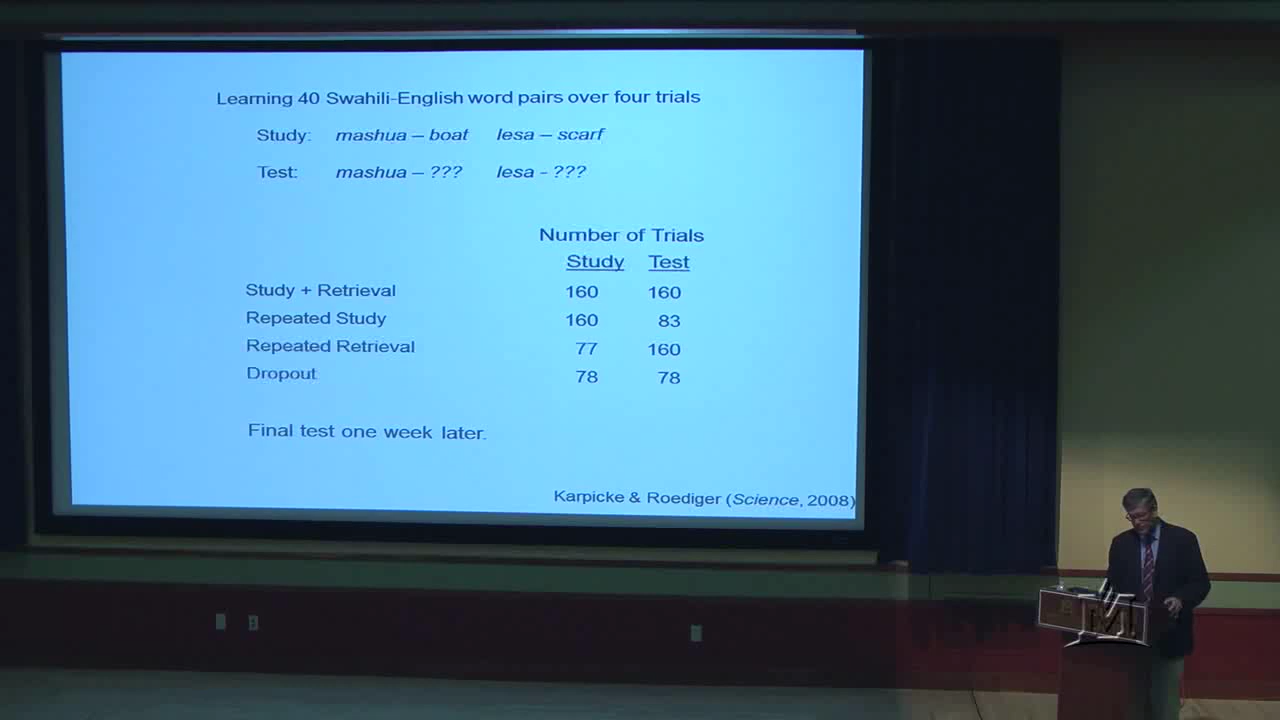 Learning 40 Swahili-English word pairs over four trials
Study: mashua – boat lesa – scarf
Test: mashua – ??? lesa - ???
Number of Trials
Study Test
Study + Retrieval 160 160
Repeated Study 160 83
Repeated Retrieval 77 160
Dropout 78 78
Final test one week later.
Karpicke & Roediger (Science, 2008)
M